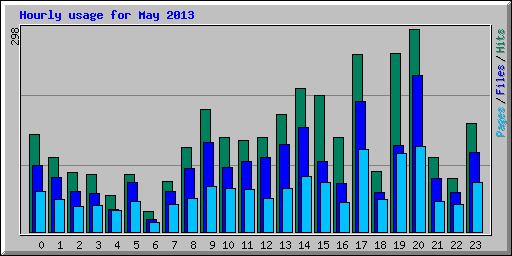 Hourly usage for May 2013
298
Pages / Files / Hits
0 1 2 3 4 5 6 7 8 9 10 11 12 13 14 15 16 17 18 19 20 21 22 23